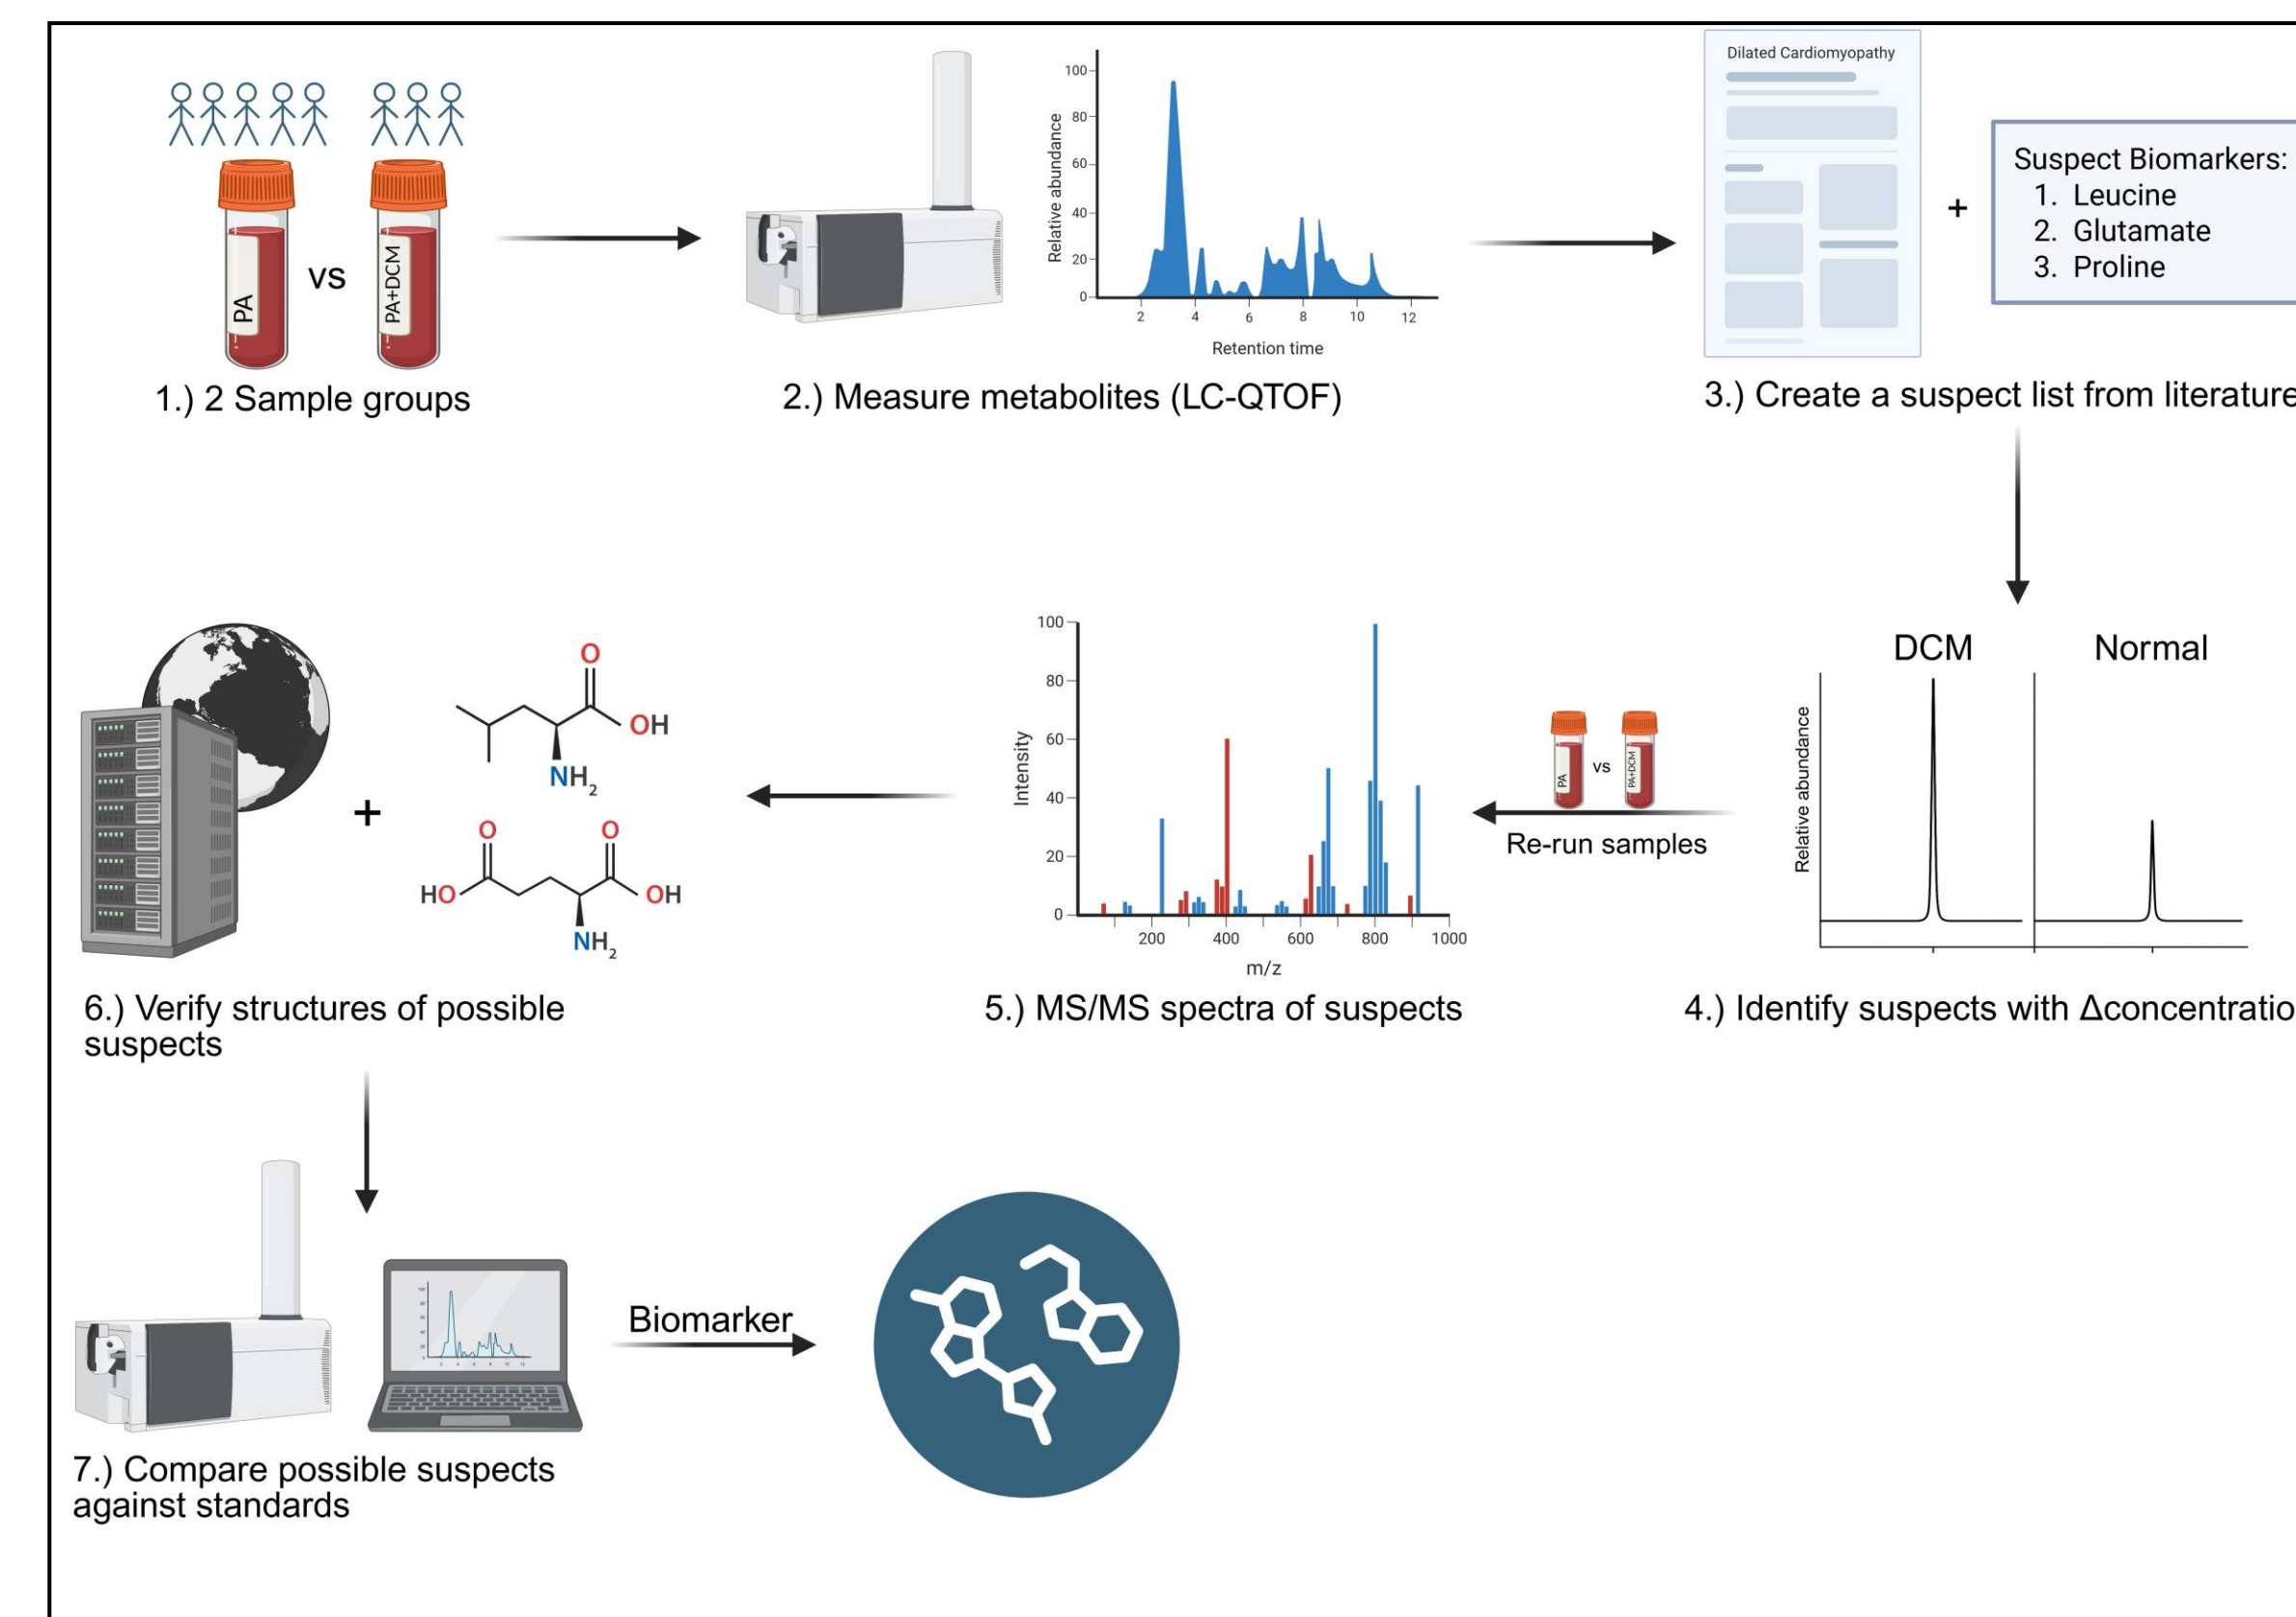 PA
vs
PA+DCM
1.) 2 Sample groups
100
80
60
40
20
0
Relative abundance
2 4 6 8 10 12
Retention time
2.) Measure metabolites (LC-QTOF)
Dilated Cardiomyopathy
+
Suspect Biomarkers:
1. Leucine
2. Glutamate
3. Proline
3.) Create a suspect list from literature
DCM
Normal
Relative abundance
4.) Identify suspects with Δconcentratio
PA
vs
PA+DCM
Re-run samples
100
80
60
40
20
0
Intensity
200 400 600 800 1000
m/z
5.) MS/MS spectra of suspects
+
O
OH
NH2
O
O
HO
OH
NH2
6.) Verify structures of possible
suspects
7.) Compare possible suspects
against standards
Biomarker